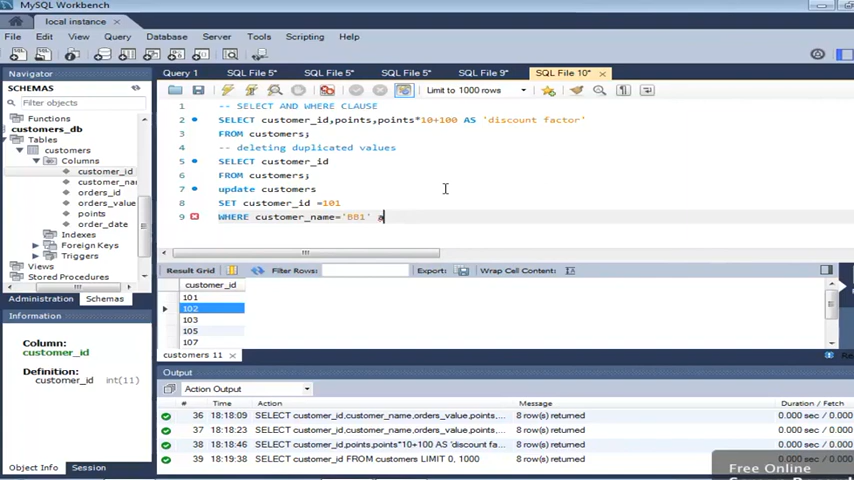 MySQL Workbench
local instance
File Edit View Query Database Server Tools Scripting Help
Navigator
Query 1 SQL File 5* SQL File 5* SQL File 5* SQL File 9* SQL File 10*
SCHEMAS
Filter objects
Limit to 1000 rows
Functions
customers_db
Tables
customers
Columns
customer_id
customer_na
orders_id
orders_value
points
order_date
Indexes
Foreign Keys
Triggers
Views
Stored Procedures
Administration Schemas
1 -- SELECT AND WHERE CLAUSE
2 SELECT customer_id,points,points*10+100 AS 'discount factor'
3 FROM customers;
4 -- deleting duplicated values
5 SELECT customer_id
6 FROM customers;
7 update customers
8 SET customer_id =101
9 WHERE customer_name='BB1' a
Result Grid Filter Rows: Export: Wrap Cell Content:
customer_id
101
102
103
105
107
customers 11
Information
Column:
customer_id
Definition:
customer_id int(11)
Object Info Session
Output
Action Output
# Time Action Message Duration / Fetch
36 18:18:09 SELECT customer_id,customer_name,orders_value,points,... 8 row(s) returned 0.000 sec / 0.000
37 18:18:23 SELECT customer_id,customer_name,orders_value,points,... 8 row(s) returned 0.000 sec / 0.000
38 18:18:46 SELECT customer_id,points,points*10+100 AS 'discount fa... 8 row(s) returned 0.000 sec / 0.000
39 18:19:38 SELECT customer_id FROM customers LIMIT 0, 1000 8 row(s) returned 0.000 sec / 0.000
Free Online